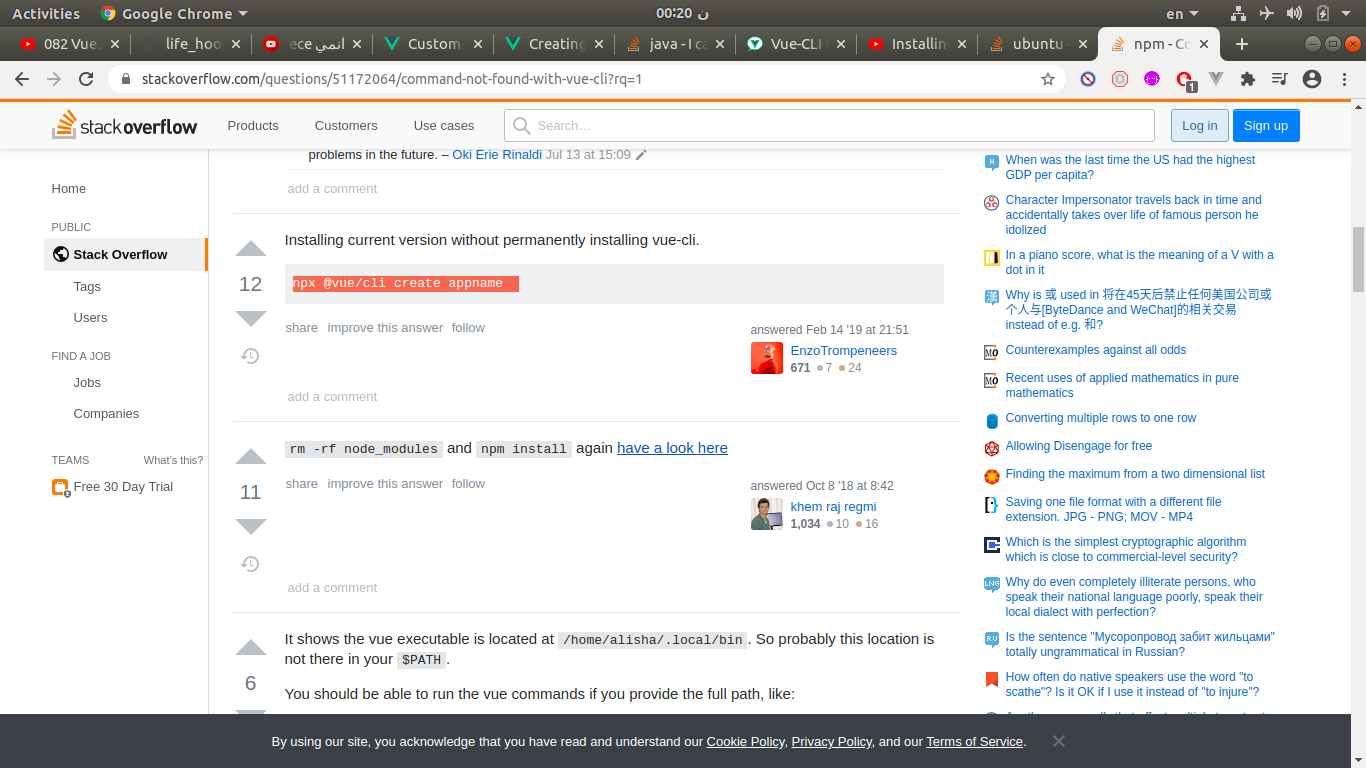 Activities
Google Chrome
00:20 ن
en
082 Vue.
life_hoo
انمي ece
Custom
Creating
java - I ca
Vue-CLI
Installin
ubuntu -
npm - Co
stackoverflow.com/questions/51172064/command-not-found-with-vue-cli?rq=1
1
stackoverflow
Products
Customers
Use cases
Search…
Log in
Sign up
Home
PUBLIC
Stack Overflow
Tags
Users
FIND A JOB
Jobs
Companies
TEAMS What's this?
Free 30 Day Trial
problems in the future. – Oki Erie Rinaldi Jul 13 at 15:09
add a comment
12
Installing current version without permanently installing vue-cli.
npx @vue/cli create appname
share improve this answer follow
answered Feb 14 '19 at 21:51
EnzoTrompeneers
671 7 24
add a comment
11
rm -rf node_modules and npm install again have a look here
share improve this answer follow
answered Oct 8 '18 at 8:42
khem raj regmi
1,034 10 16
add a comment
6
It shows the vue executable is located at /home/alisha/.local/bin. So probably this location is
not there in your $PATH.
You should be able to run the vue commands if you provide the full path, like:
When was the last time the US had the highest
GDP per capita?
Character Impersonator travels back in time and
accidentally takes over life of famous person he
idolized
In a piano score, what is the meaning of a V with a
dot in it
Why is 或 used in 将在45天后禁止任何美国公司或
个人与[ByteDance and WeChat]的相关交易
instead of e.g. 和?
Counterexamples against all odds
Recent uses of applied mathematics in pure
mathematics
Converting multiple rows to one row
Allowing Disengage for free
Finding the maximum from a two dimensional list
Saving one file format with a different file
extension. JPG - PNG; MOV - MP4
Which is the simplest cryptographic algorithm
which is close to commercial-level security?
Why do even completely illiterate persons, who
speak their national language poorly, speak their
local dialect with perfection?
Is the sentence "Мусоропровод забит жильцами"
totally ungrammatical in Russian?
How often do native speakers use the word "to
scathe"? Is it OK if I use it instead of "to injure"?
By using our site, you acknowledge that you have read and understand our Cookie Policy, Privacy Policy, and our Terms of Service.